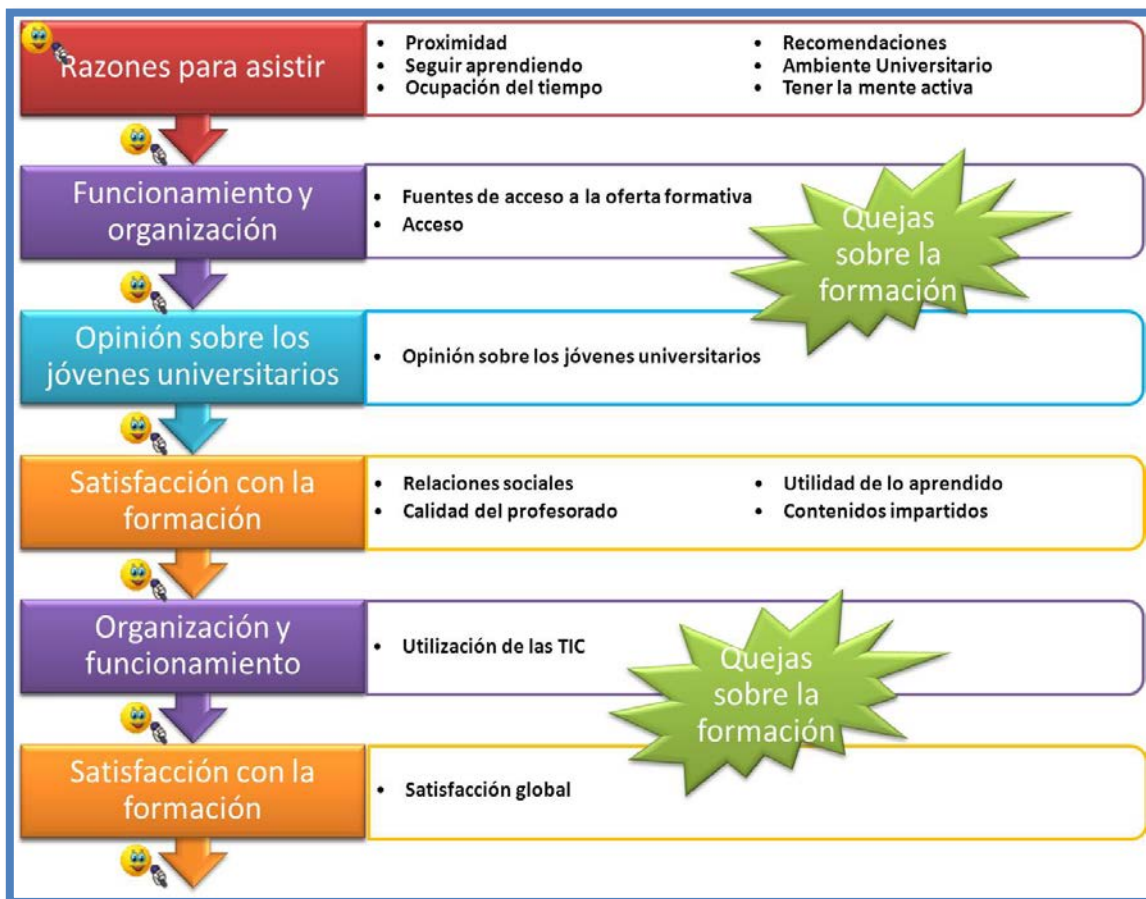 Razones para asistir
• Proximidad
• Seguir aprendiendo
• Ocupación del tiempo
• Recomendaciones
• Ambiente Universitario
• Tener la mente activa
Funcionamiento y
organización
• Fuentes de acceso a la oferta formativa
• Acceso
Quejas
sobre la
formación
Opinión sobre los
jóvenes universitarios
• Opinión sobre los jóvenes universitarios
Satisfacción con la
formación
• Relaciones sociales
• Calidad del profesorado
• Utilidad de lo aprendido
• Contenidos impartidos
Organización y
funcionamiento
• Utilización de las TIC
Quejas
sobre la
formación
Satisfacción con la
formación
• Satisfacción global